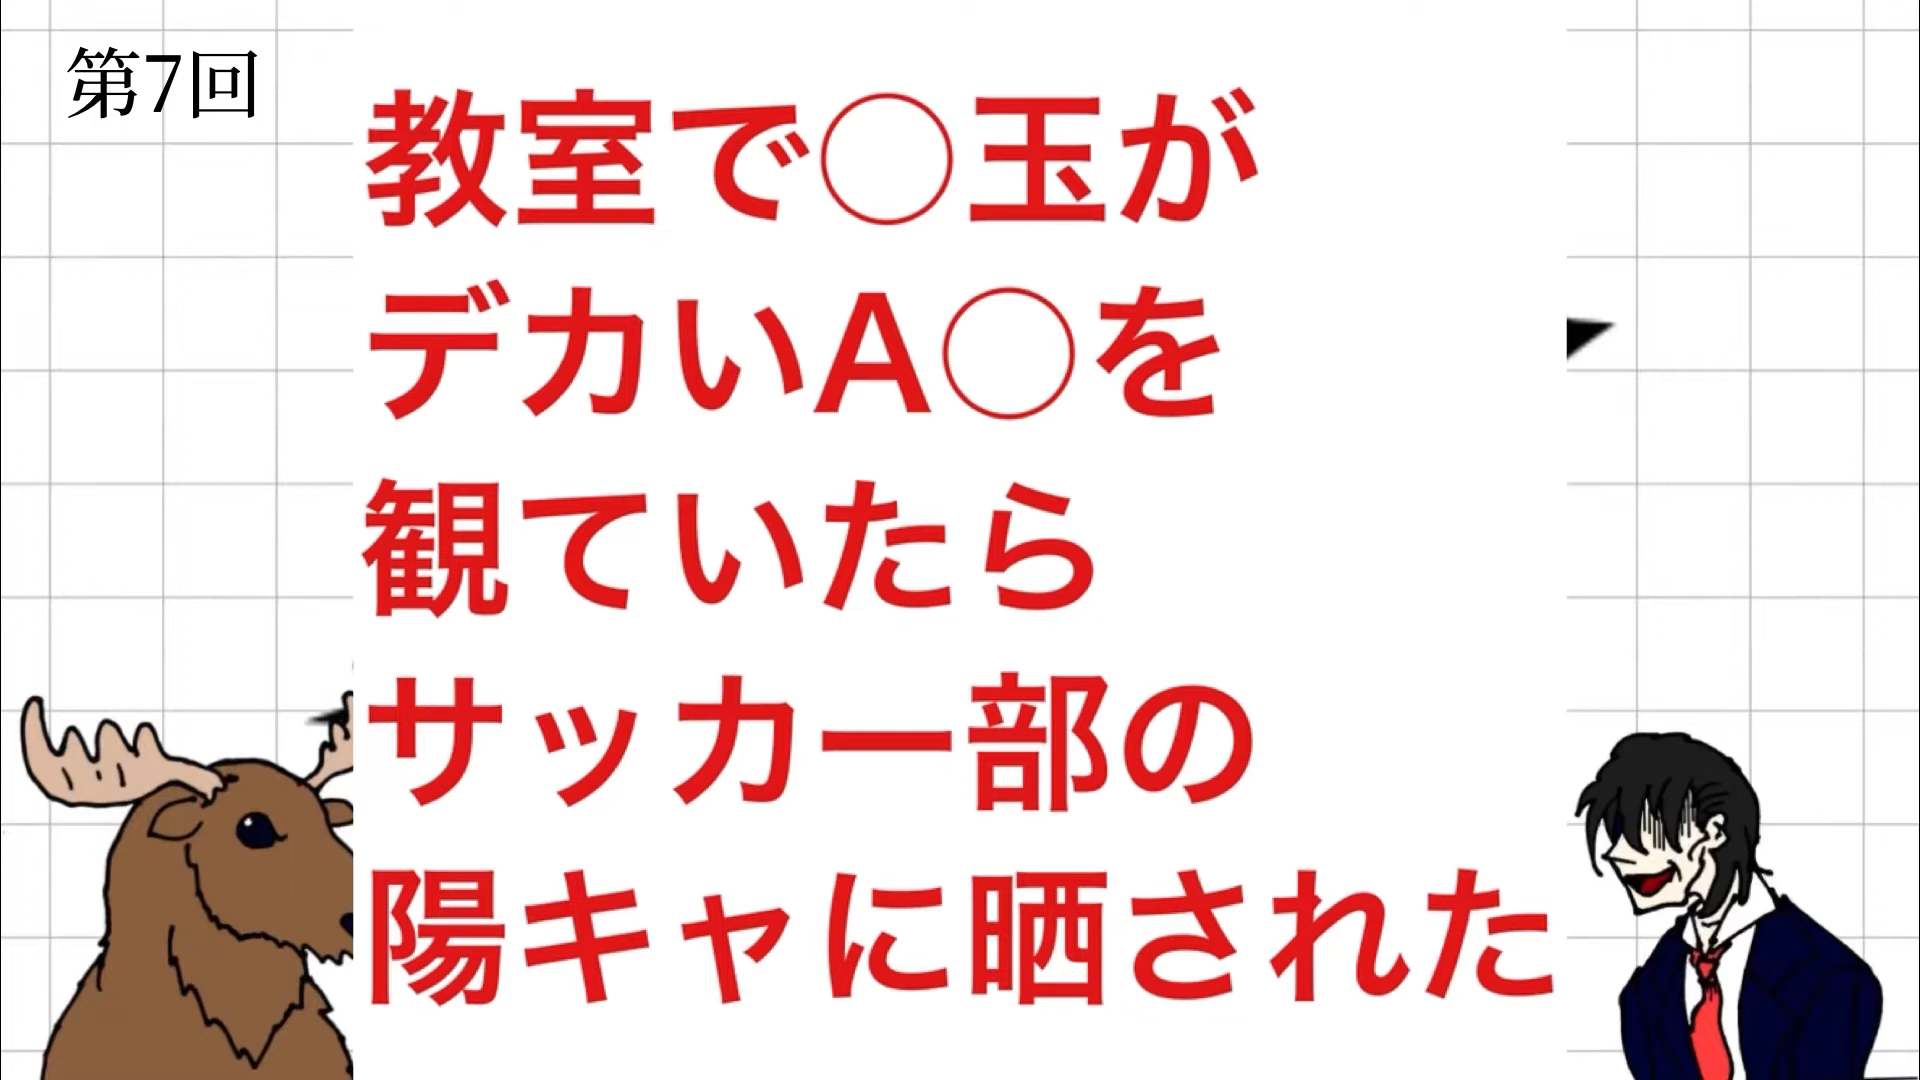 第7回
教室で◯玉が
デカいA◯を
観ていたら
サッカー部の
陽キャに晒された